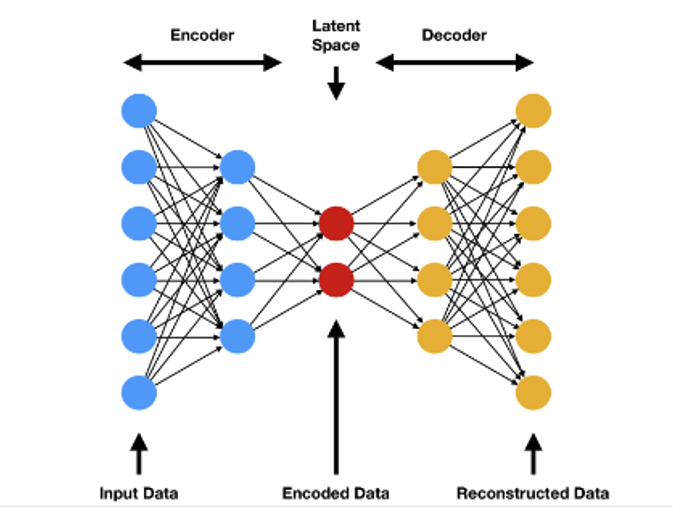 Encoder
Latent
Space
Decoder
Input Data
Encoded Data
Reconstructed Data